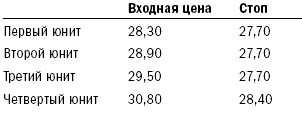 Входная цена Стоп
Первый юнит 28,30 27,70
Второй юнит 28,90 27,70
Третий юнит 29,50 27,70
Четвертый юнит 30,80 28,40